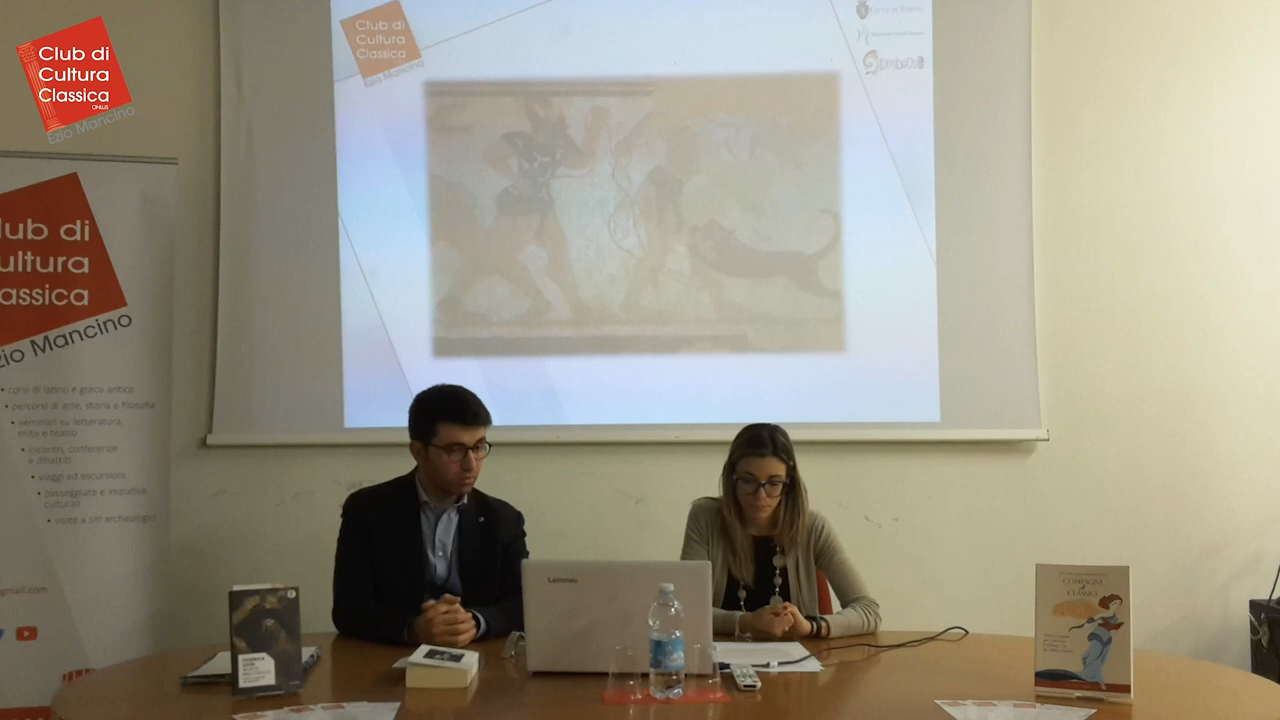 Club di
Cultura
Classica
ONLUS
Ezio Mancino
Club di
Cultura
Classica
Ezio Mancino
lub di
ultura
assica
zio Mancino
• corsi di latino e greco antico
• percorsi di arte, storia e filosofia
• seminari su letteratura,
mito e teatro
• incontri, conferenze
e dibattiti
• viaggi ed escursioni
• passeggiate e iniziative
culturali
• visite a siti archeologici
gmail.com
Lenovo
COMPAGNI
di
CLASSICI